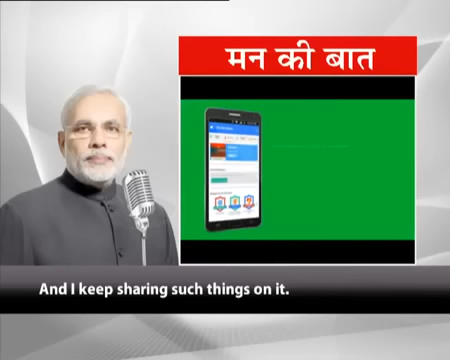 मन की बात
And I keep sharing such things on it.